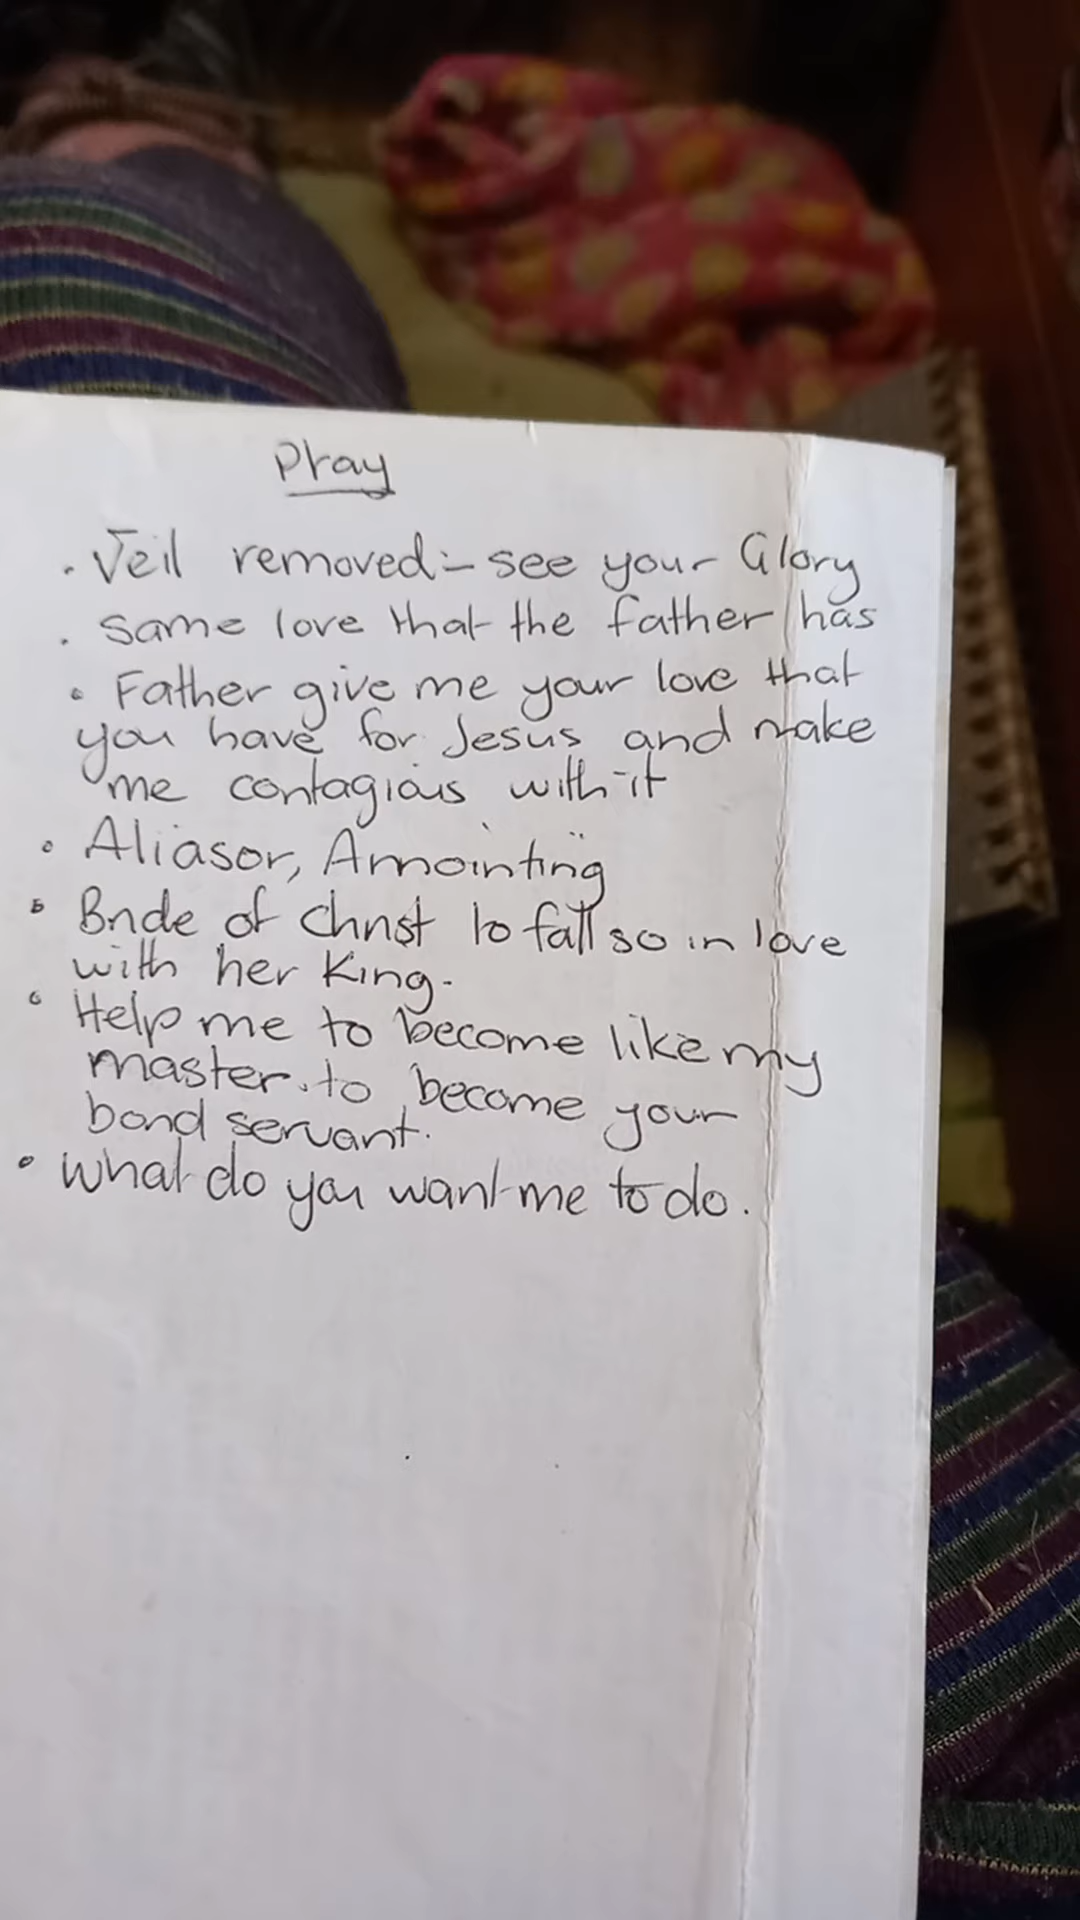 Pray
. Veil removed:- see your Glory
. same love that the father has
• Father give me your love that
you have for Jesus and make
me contagious with it
• Aliasor, Annointing
• Bride of Christ to fall so in love
with her King.
• Help me to become like my
master. to become your
bond servant.
• What do you want me to do.